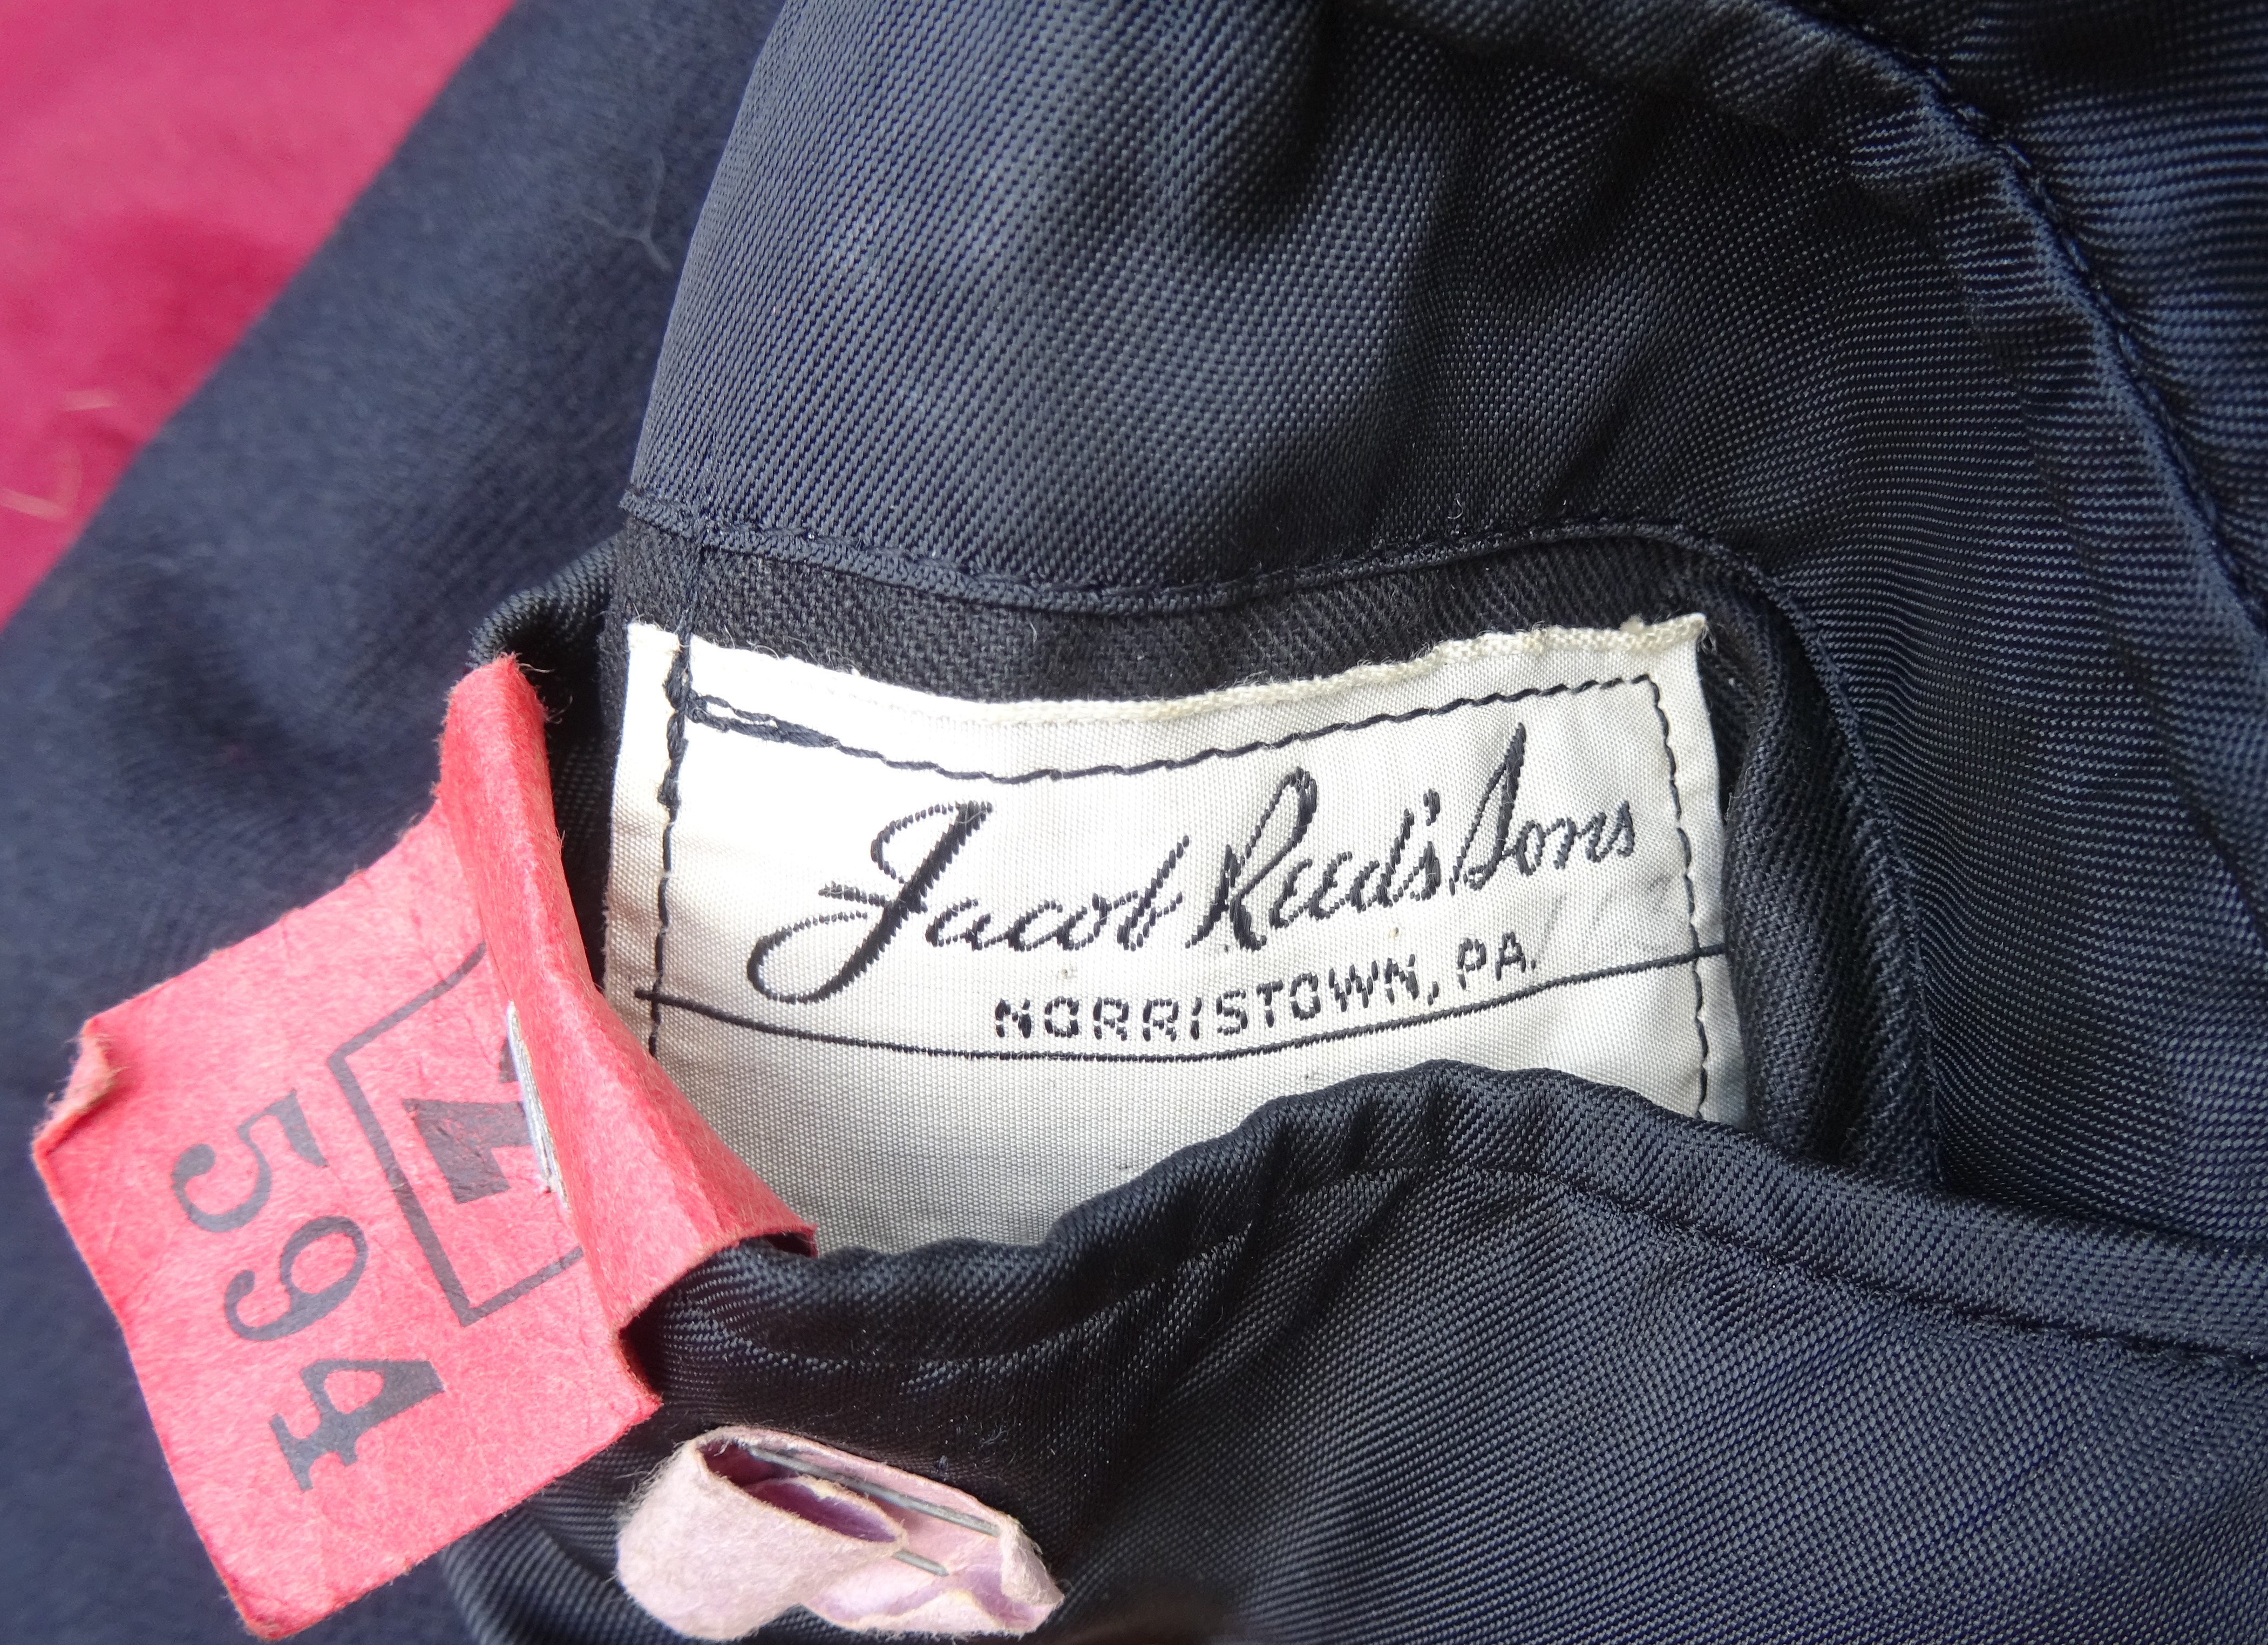 Jacob Reed's Sons
NORRISTOWN, PA.
594